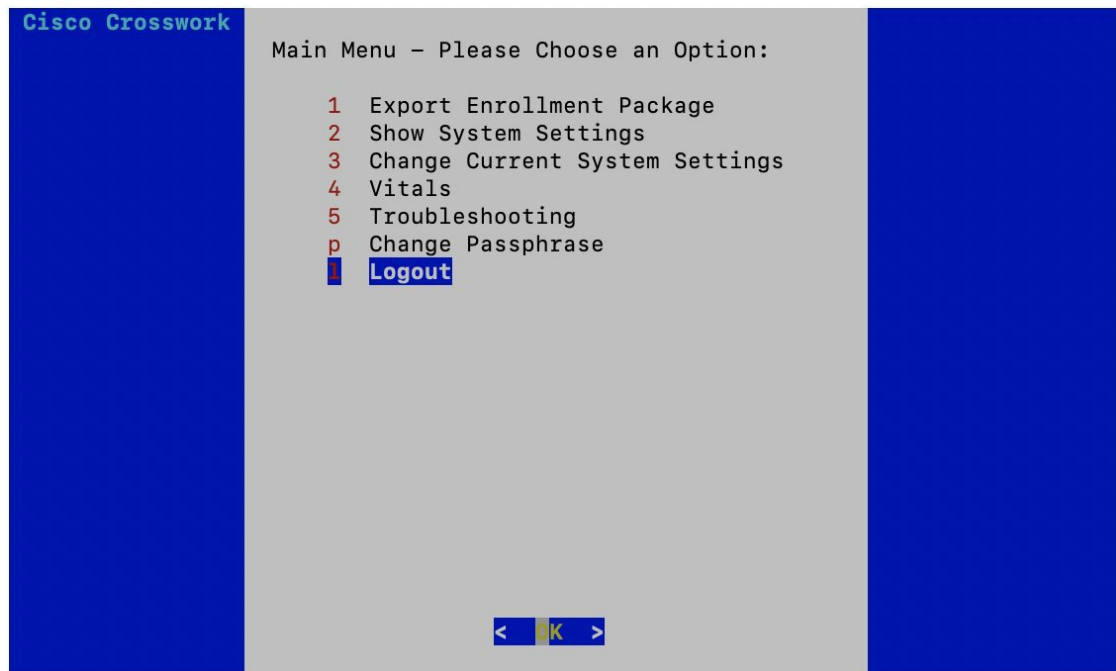 Cisco Crosswork
Main Menu – Please Choose an Option:
1 Export Enrollment Package
2 Show System Settings
3 Change Current System Settings
4 Vitals
5 Troubleshooting
p Change Passphrase
l Logout
< OK >